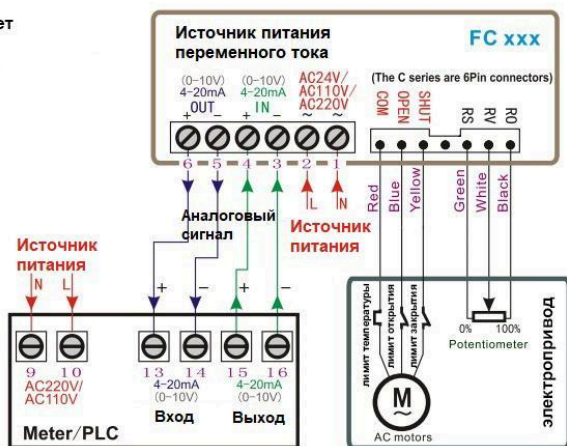 ет
Источник питания
переменного тока
FC xxx
(0-10V) (0-10V) AC24V/
4-20mA 4-20mA AC110V/
OUT IN AC220V
+ − + − ~ ~
(The C series are 6Pin connectors)
COM OPEN SHUT RS RV RO
6 5 4 3 2 1
L N
Red Blue Yellow Green White Black
Аналоговый
сигнал
Источник
питания
Источник
питания
N L
+ − + −
лимит температуры
лимит открытия
лимит закрытия
0% 100%
Potentiometer
электропривод
9 10 13 14 15 16
AC220V/
AC110V
4-20mA 4-20mA
(0-10V) (0-10V)
Вход Выход
Meter/PLC
M
~
AC motors